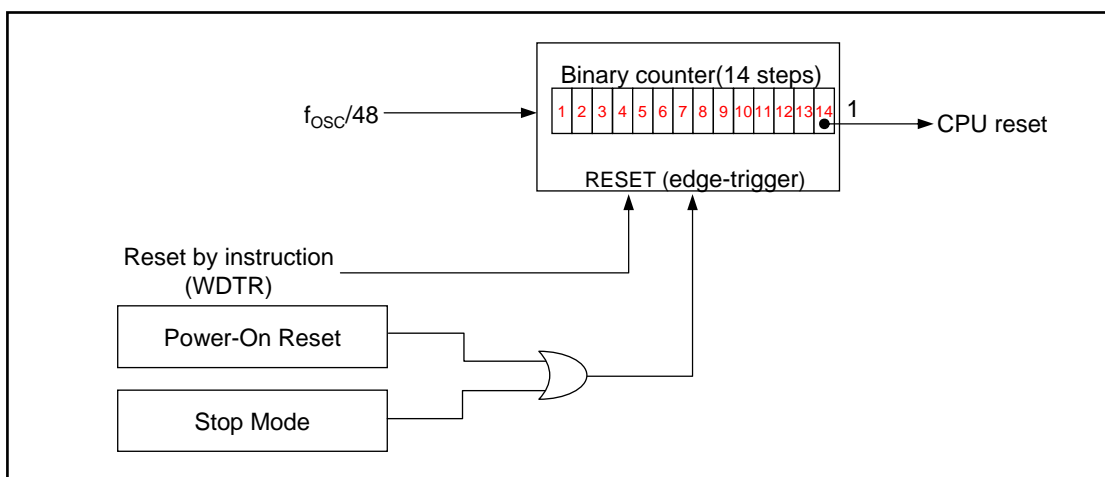 Binary counter(14 steps)
f_OSC/48
1 2 3 4 5 6 7 8 9 10 11 12 13 14
1
CPU reset
RESET (edge-trigger)
Reset by instruction
(WDTR)
Power-On Reset
Stop Mode